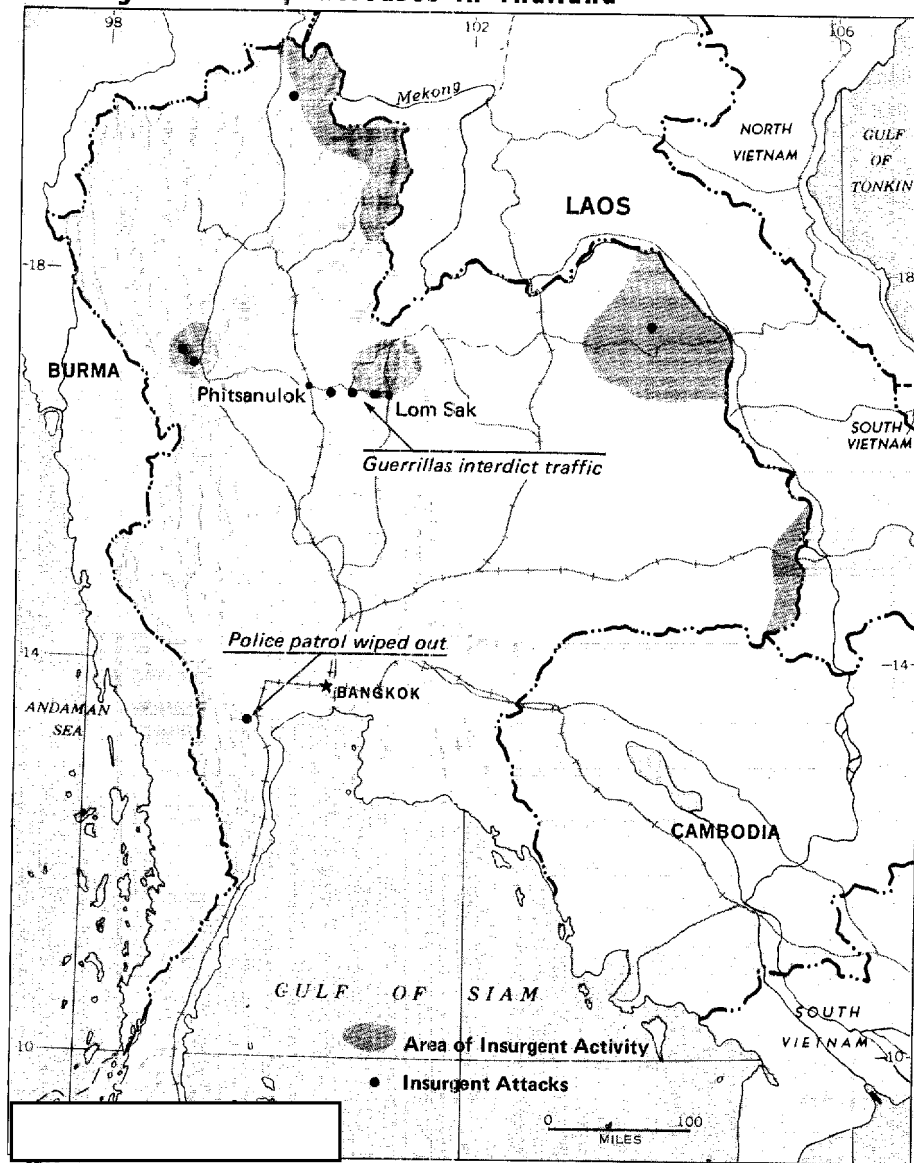 in Thailand
98
102
106
Mekong
NORTH
VIETNAM
GULF
OF
TONKIN
LAOS
18
18
BURMA
Phitsanulok
Lom Sak
SOUTH
VIETNAM
Guerrillas interdict traffic
Police patrol wiped out
14
14
BANGKOK
ANDAMAN
SEA
CAMBODIA
GULF OF SIAM
SOUTH
VIETNAM
10
10
Area of Insurgent Activity
Insurgent Attacks
0 100
MILES